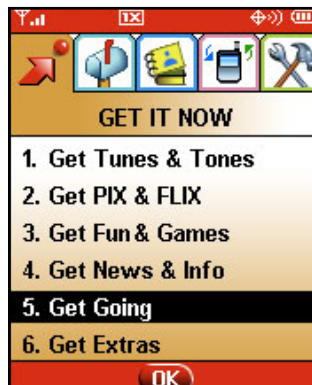 1X
GET IT NOW
1. Get Tunes & Tones
2. Get PIX & FLIX
3. Get Fun & Games
4. Get News & Info
5. Get Going
6. Get Extras
OK